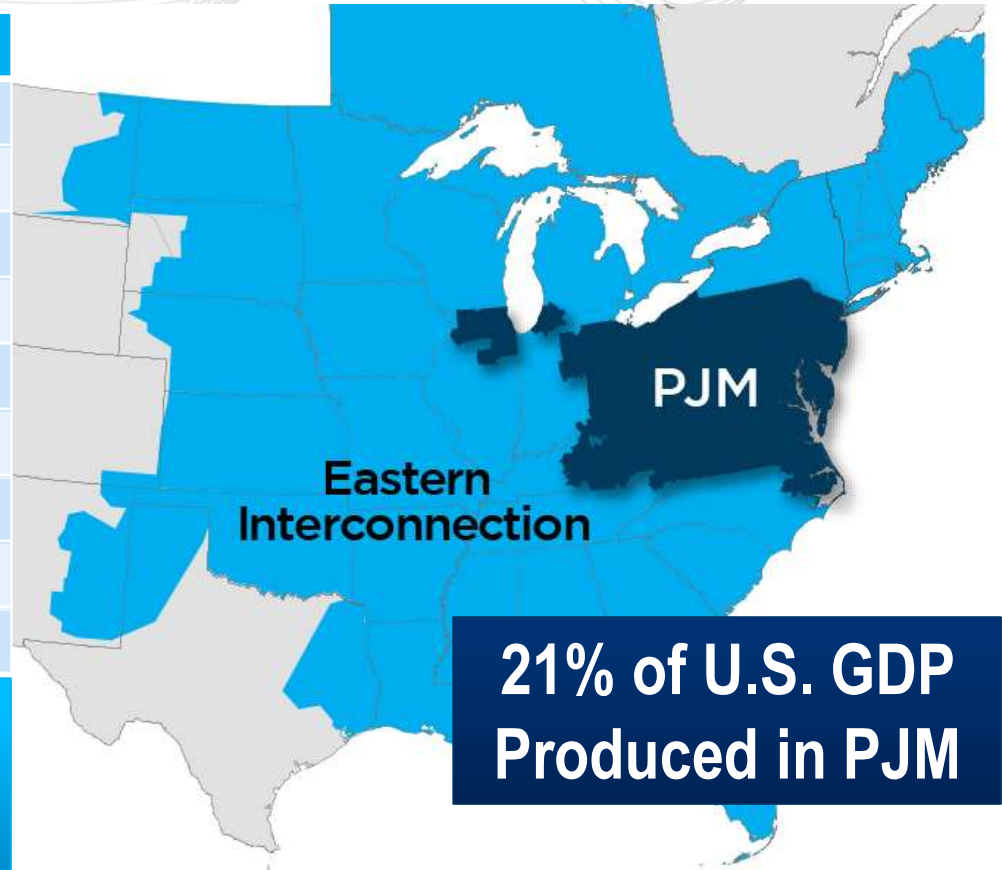 PJM
Eastern
Interconnection
21% of U.S. GDP
Produced in PJM